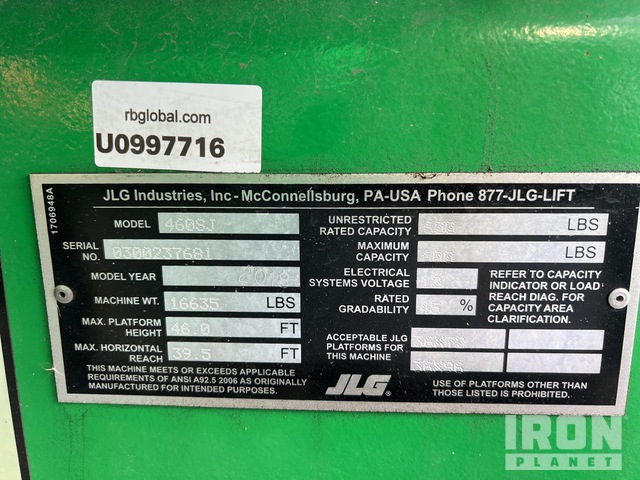 rbglobal.com
U0997716
1706948A
JLG Industries, Inc - McConnellsburg, PA-USA Phone 877-JLG-LIFT
MODEL 460SJ
SERIAL NO. 0300237681
MODEL YEAR
MACHINE WT. 16635 LBS
MAX. PLATFORM HEIGHT 46.0 FT
MAX. HORIZONTAL REACH 39.5 FT
THIS MACHINE MEETS OR EXCEEDS APPLICABLE
REQUIREMENTS OF ANSI A92.5 2006 AS ORIGINALLY
MANUFACTURED FOR INTENDED PURPOSES.
UNRESTRICTED
RATED CAPACITY LBS
MAXIMUM
CAPACITY LBS
ELECTRICAL
SYSTEMS VOLTAGE
RATED
GRADABILITY %
REFER TO CAPACITY
INDICATOR OR LOAD
REACH DIAG. FOR
CAPACITY AREA
CLARIFICATION.
ACCEPTABLE JLG
PLATFORMS FOR
THIS MACHINE
JLG
USE OF PLATFORMS OTHER THAN
THOSE LISTED IS PROHIBITED.
IRON
PLANET